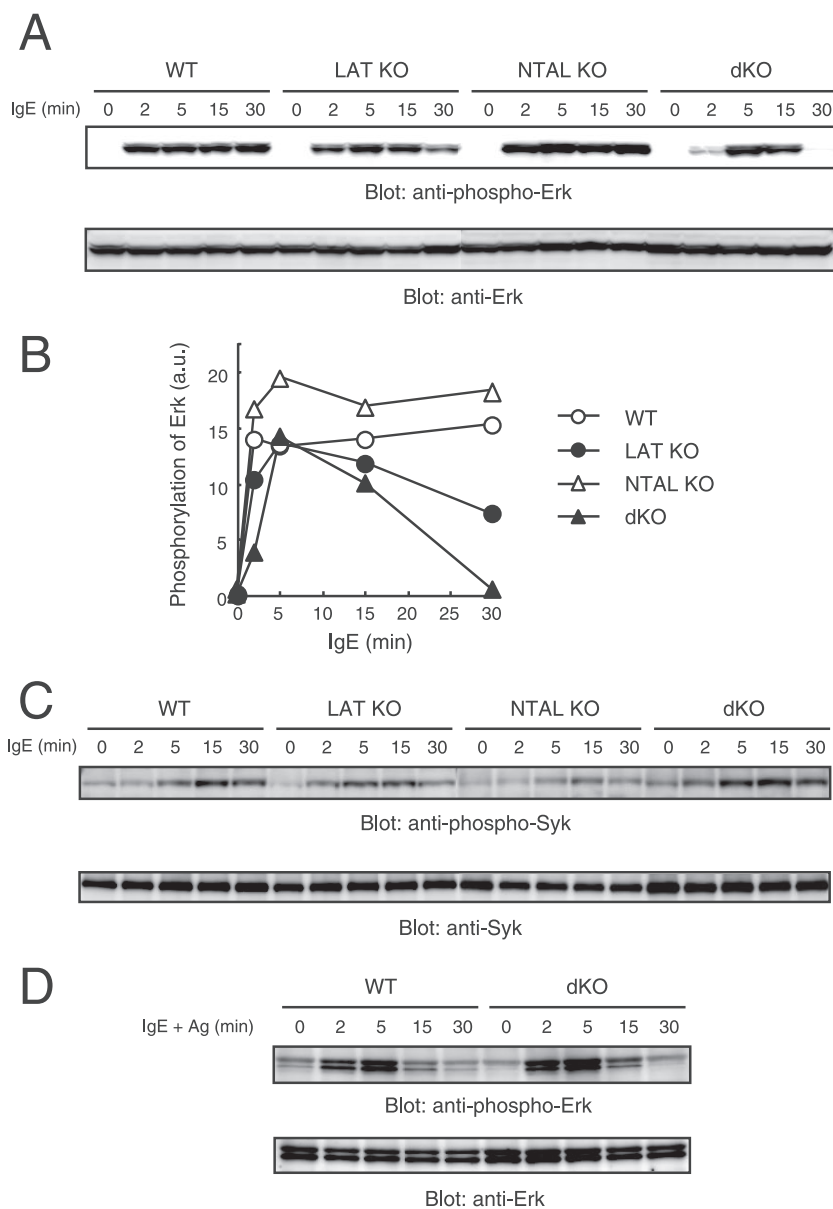 A
WT LAT KO NTAL KO dKO
IgE (min) 0 2 5 15 30 0 2 5 15 30 0 2 5 15 30 0 2 5 15 30
Blot: anti-phospho-Erk
Blot: anti-Erk
B
Phosphorylation of Erk (a.u.)
20
15
10
5
0
0 5 10 15 20 25 30
IgE (min)
WT
LAT KO
NTAL KO
dKO
C
WT LAT KO NTAL KO dKO
IgE (min) 0 2 5 15 30 0 2 5 15 30 0 2 5 15 30 0 2 5 15 30
Blot: anti-phospho-Syk
Blot: anti-Syk
D
WT dKO
IgE + Ag (min) 0 2 5 15 30 0 2 5 15 30
Blot: anti-phospho-Erk
Blot: anti-Erk